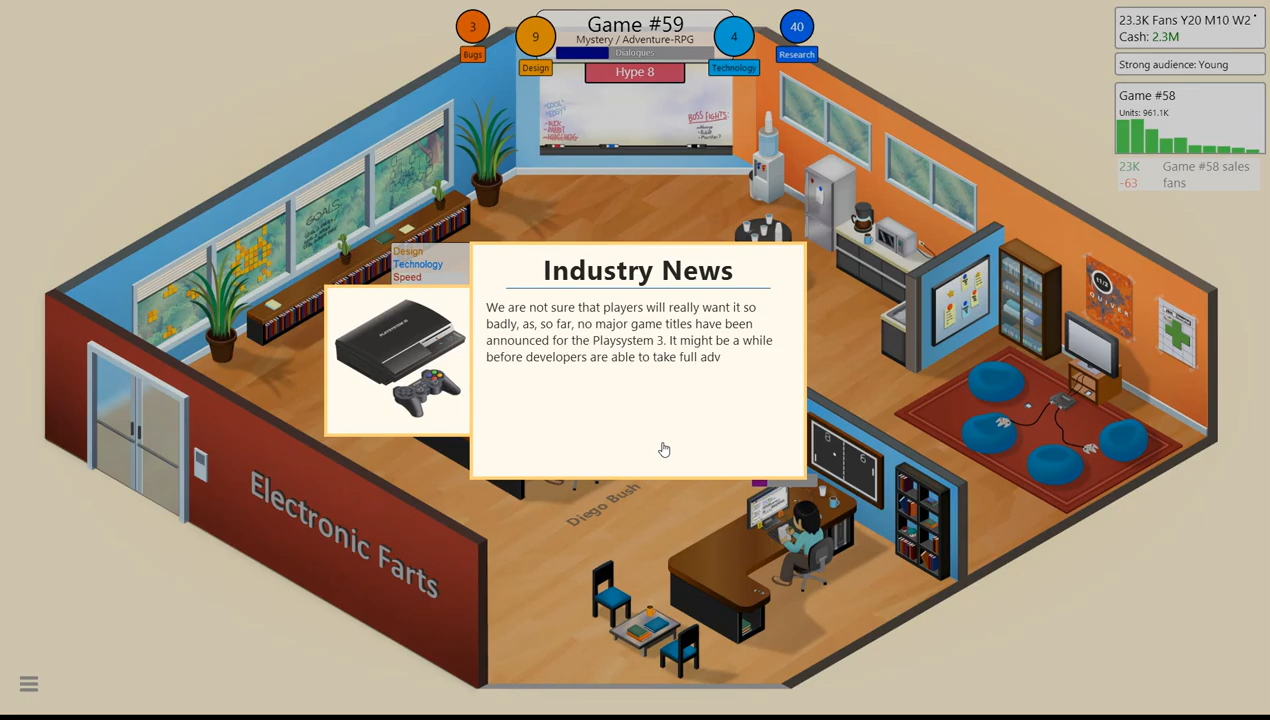 3
Bugs
9
Design
Game #59
Mystery / Adventure-RPG
Dialogues
Hype 8
4
Technology
40
Research
23.3K Fans Y20 M10 W2
Cash: 2.3M
Strong audience: Young
Game #58
Units: 961.1K
23K Game #58 sales
-63 fans
BOSS FIGHTS:
GOALS
Design
Technology
Speed
Industry News
We are not sure that players will really want it so
badly, as, so far, no major game titles have been
announced for the Playsystem 3. It might be a while
before developers are able to take full adv
Diego Bush
Electronic Farts